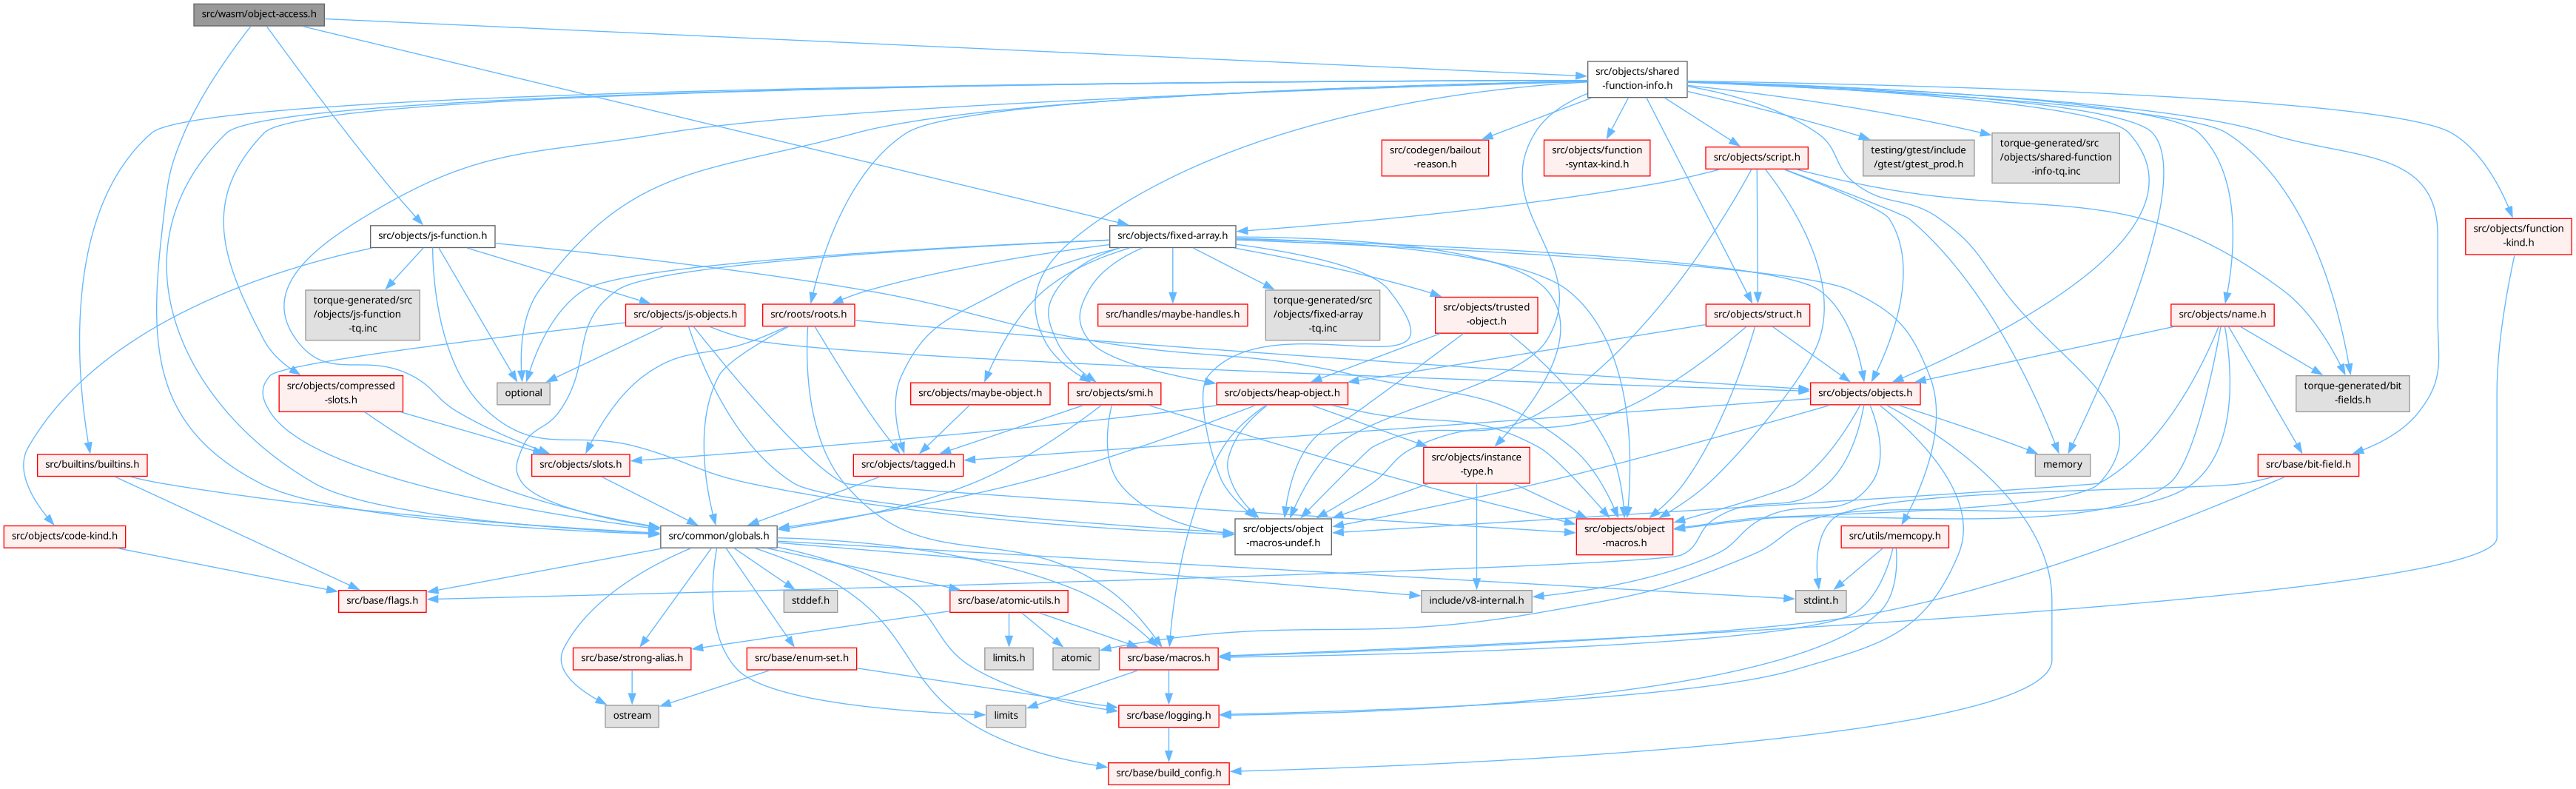 src/wasm/object-access.h
src/objects/shared
-function-info.h
src/codegen/bailout
-reason.h
src/objects/function
-syntax-kind.h
src/objects/script.h
testing/gtest/include
/gtest/gtest_prod.h
torque-generated/src
/objects/shared-function
-info-tq.inc
src/objects/js-function.h
src/objects/fixed-array.h
src/objects/function
-kind.h
torque-generated/src
/objects/js-function
-tq.inc
src/objects/js-objects.h
src/roots/roots.h
src/handles/maybe-handles.h
torque-generated/src
/objects/fixed-array
-tq.inc
src/objects/trusted
-object.h
src/objects/struct.h
src/objects/name.h
src/objects/compressed
-slots.h
optional
src/objects/maybe-object.h
src/objects/smi.h
src/objects/heap-object.h
src/objects/objects.h
torque-generated/bit
-fields.h
src/builtins/builtins.h
src/objects/slots.h
src/objects/tagged.h
src/objects/instance
-type.h
memory
src/base/bit-field.h
src/objects/code-kind.h
src/common/globals.h
src/objects/object
-macros-undef.h
src/objects/object
-macros.h
src/utils/memcopy.h
src/base/flags.h
stddef.h
src/base/atomic-utils.h
include/v8-internal.h
stdint.h
src/base/strong-alias.h
src/base/enum-set.h
limits.h
atomic
src/base/macros.h
ostream
limits
src/base/logging.h
src/base/build_config.h